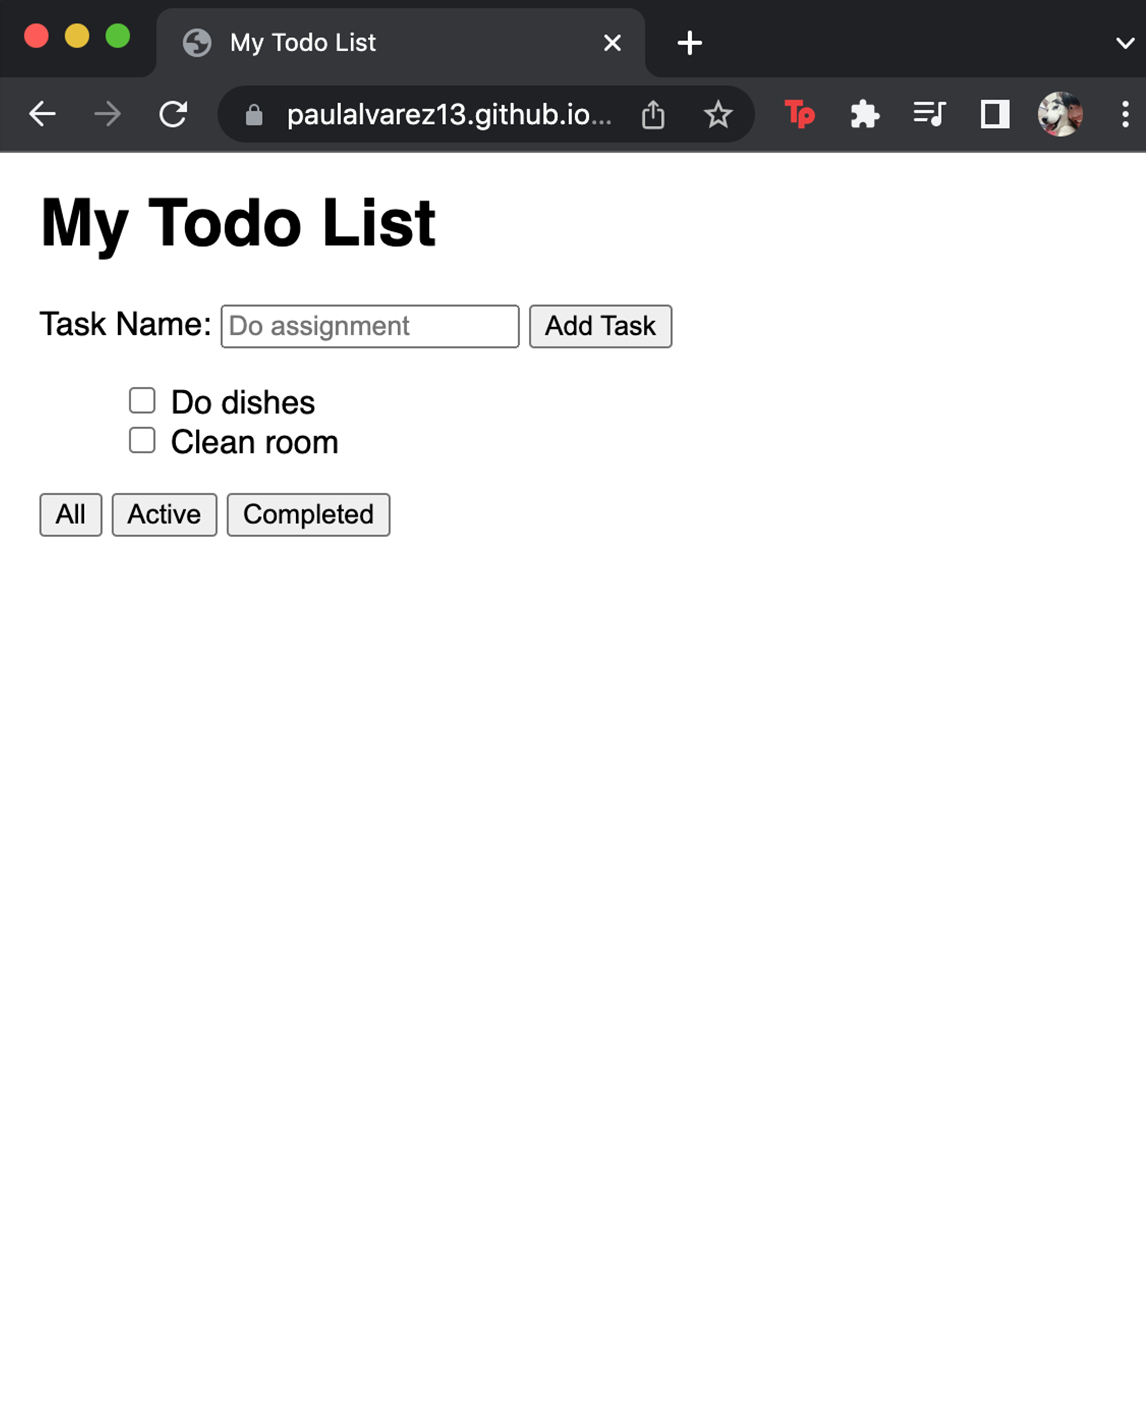 My Todo List
paulalvarez13.github.io...
Tp
My Todo List
Task Name: Do assignment Add Task
Do dishes
Clean room
All Active Completed